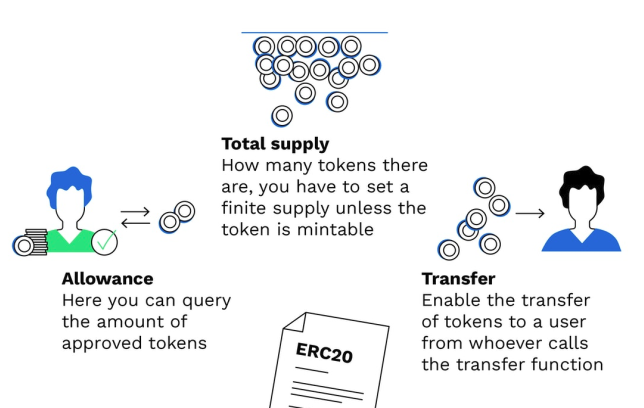 Total supply
How many tokens there
are, you have to set a
finite supply unless the
token is mintable
Allowance
Here you can query
the amount of
approved tokens
Transfer
Enable the transfer
of tokens to a user
from whoever calls
the transfer function
ERC20